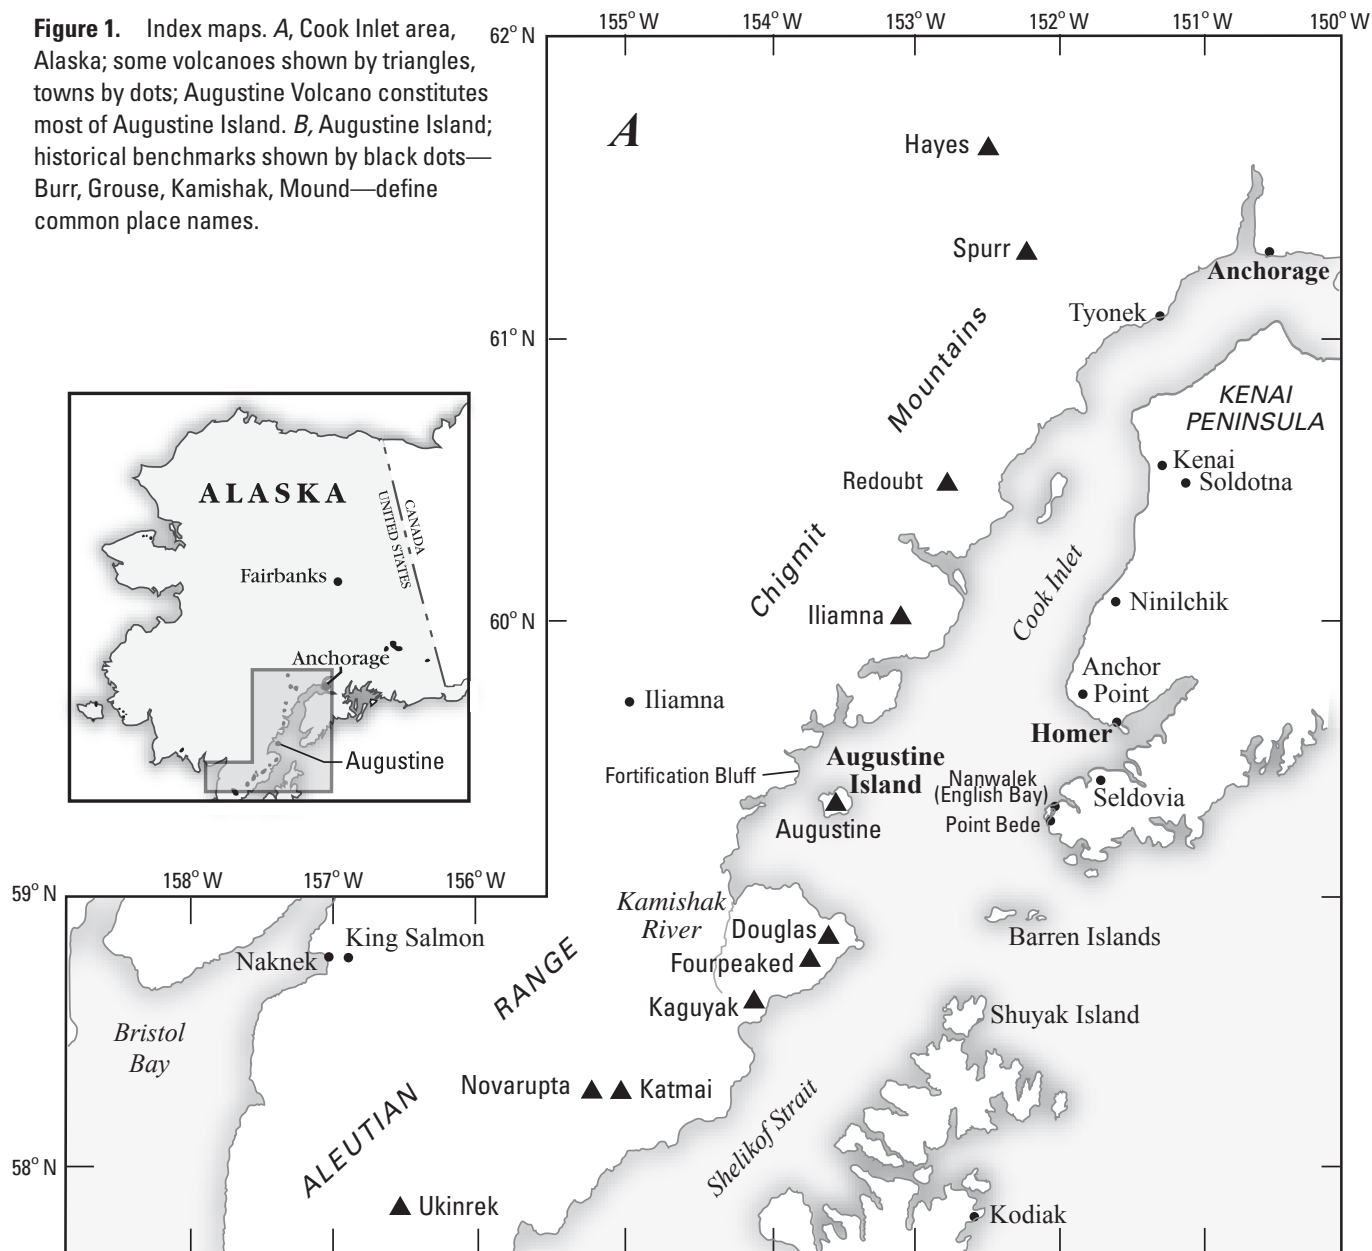 Figure 1. Index maps. A, Cook Inlet area,
Alaska; some volcanoes shown by triangles,
towns by dots; Augustine Volcano constitutes
most of Augustine Island. B, Augustine Island;
historical benchmarks shown by black dots—
Burr, Grouse, Kamishak, Mound—define
common place names.
155° W 154° W 153° W 152° W 151° W 150° W
62° N
A
Hayes
Spurr
Anchorage
Tyonek
61° N
Mountains
KENAI
PENINSULA
Kenai
Redoubt
Soldotna
Chigmit
Cook Inlet
Ninilchik
Iliamna
60° N
Anchor
Point
Iliamna
Homer
Augustine
Island
Fortification Bluff
Nanwalek
(English Bay)
Seldovia
Point Bede
Augustine
ALASKA
CANADA
UNITED STATES
Fairbanks
Anchorage
Augustine
158° W 157° W 156° W
59° N
Kamishak
River
Douglas
King Salmon
Naknek
Barren Islands
Fourpeaked
RANGE
Kaguyak
Shuyak Island
Bristol
Bay
Novarupta
Katmai
ALEUTIAN
Shelikof Strait
58° N
Ukinrek
Kodiak